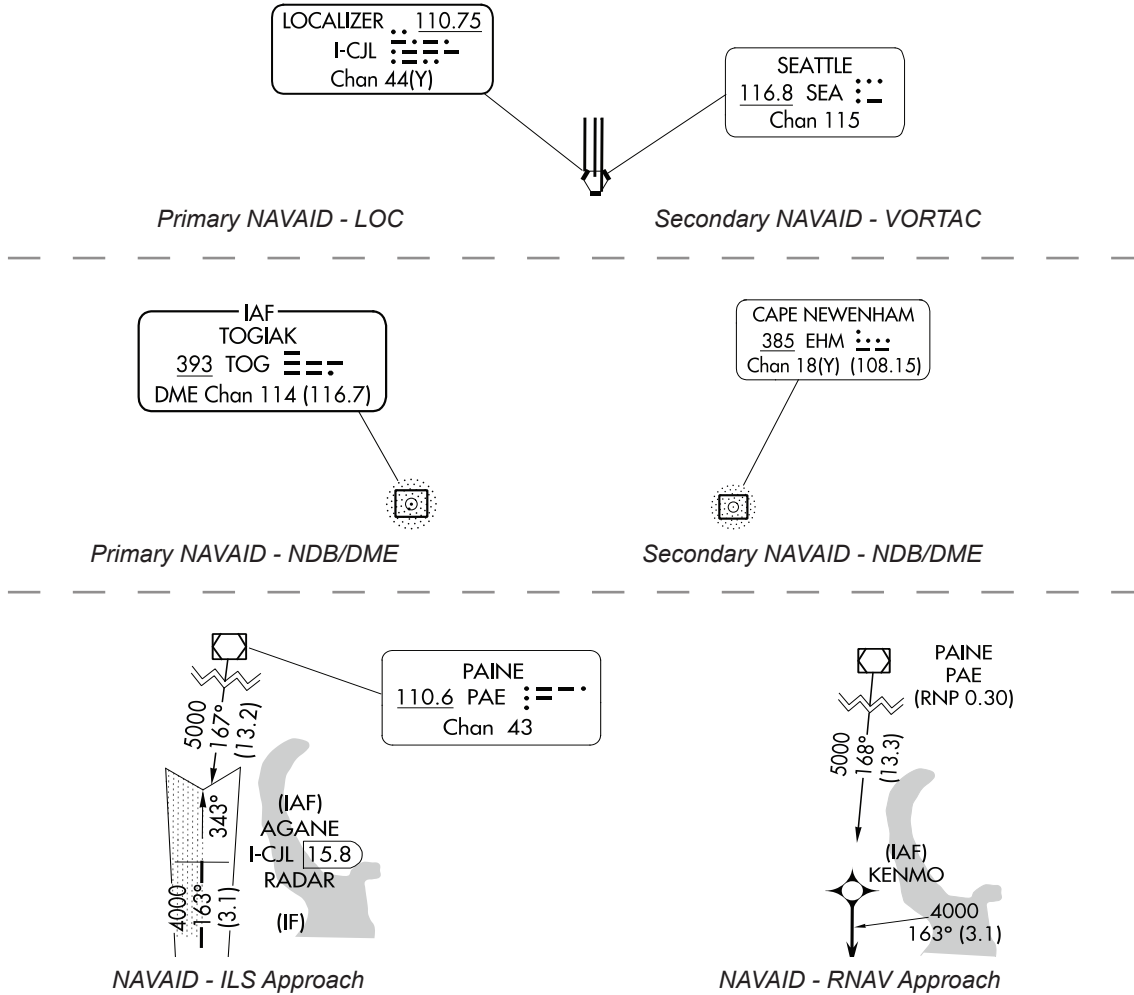 LOCALIZER 110.75
I-CJL
Chan 44(Y)
SEATTLE
116.8 SEA
Chan 115
Primary NAVAID - LOC
Secondary NAVAID - VORTAC
IAF
TOGIAK
393 TOG
DME Chan 114 (116.7)
CAPE NEWENHAM
385 EHM
Chan 18(Y) (108.15)
Primary NAVAID - NDB/DME
Secondary NAVAID - NDB/DME
PAINE
110.6 PAE
Chan 43
5000
167°
(13.2)
343°
(IAF)
AGANE
I-CJL 15.8
RADAR
(IF)
4000
163°
(3.1)
NAVAID - ILS Approach
PAINE
PAE
(RNP 0.30)
5000
168°
(13.3)
(IAF)
KENMO
4000
163° (3.1)
NAVAID - RNAV Approach